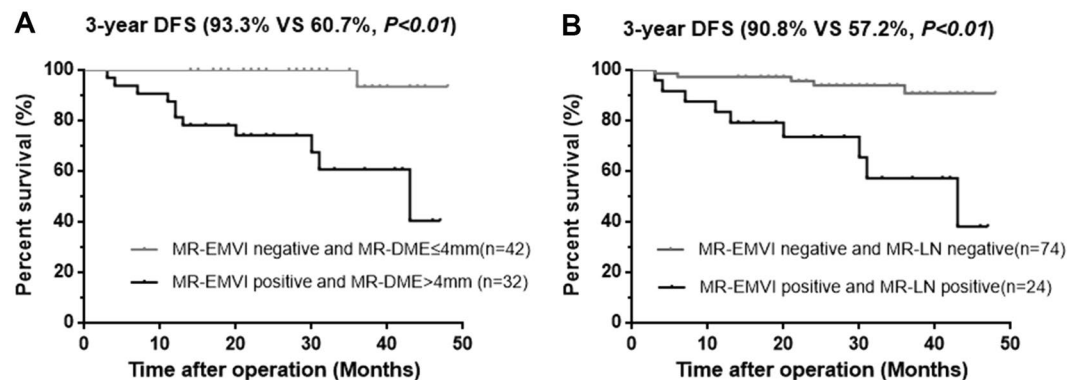 A
3-year DFS (93.3% VS 60.7%, P<0.01)
Percent survival (%)
100
80
60
40
20
0
MR-EMVI negative and MR-DME≤4mm(n=42)
MR-EMVI positive and MR-DME>4mm (n=32)
0 10 20 30 40 50
Time after operation (Months)
B
3-year DFS (90.8% VS 57.2%, P<0.01)
Percent survival (%)
100
80
60
40
20
0
MR-EMVI negative and MR-LN negative(n=74)
MR-EMVI positive and MR-LN positive(n=24)
0 10 20 30 40 50
Time after operation (Months)